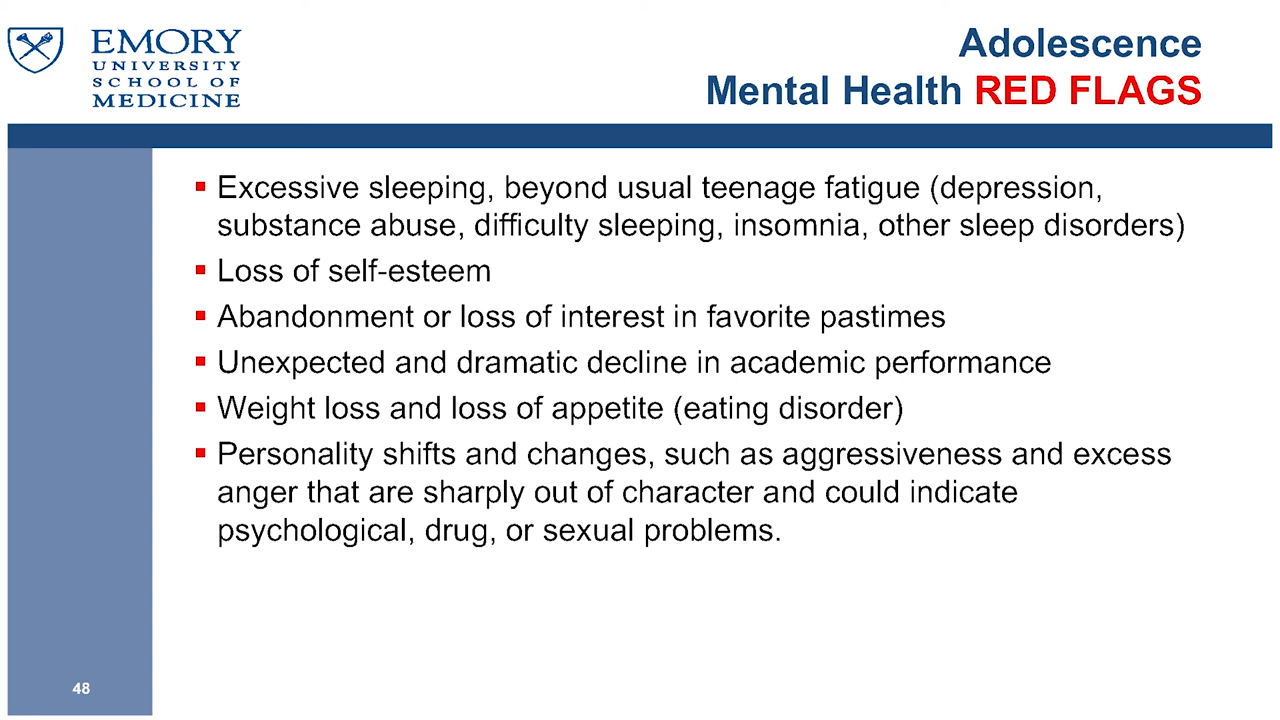 EMORY
UNIVERSITY
SCHOOL OF
MEDICINE
Adolescence
Mental Health RED FLAGS
▪ Excessive sleeping, beyond usual teenage fatigue (depression,
substance abuse, difficulty sleeping, insomnia, other sleep disorders)
▪ Loss of self-esteem
▪ Abandonment or loss of interest in favorite pastimes
▪ Unexpected and dramatic decline in academic performance
▪ Weight loss and loss of appetite (eating disorder)
▪ Personality shifts and changes, such as aggressiveness and excess
anger that are sharply out of character and could indicate
psychological, drug, or sexual problems.
48